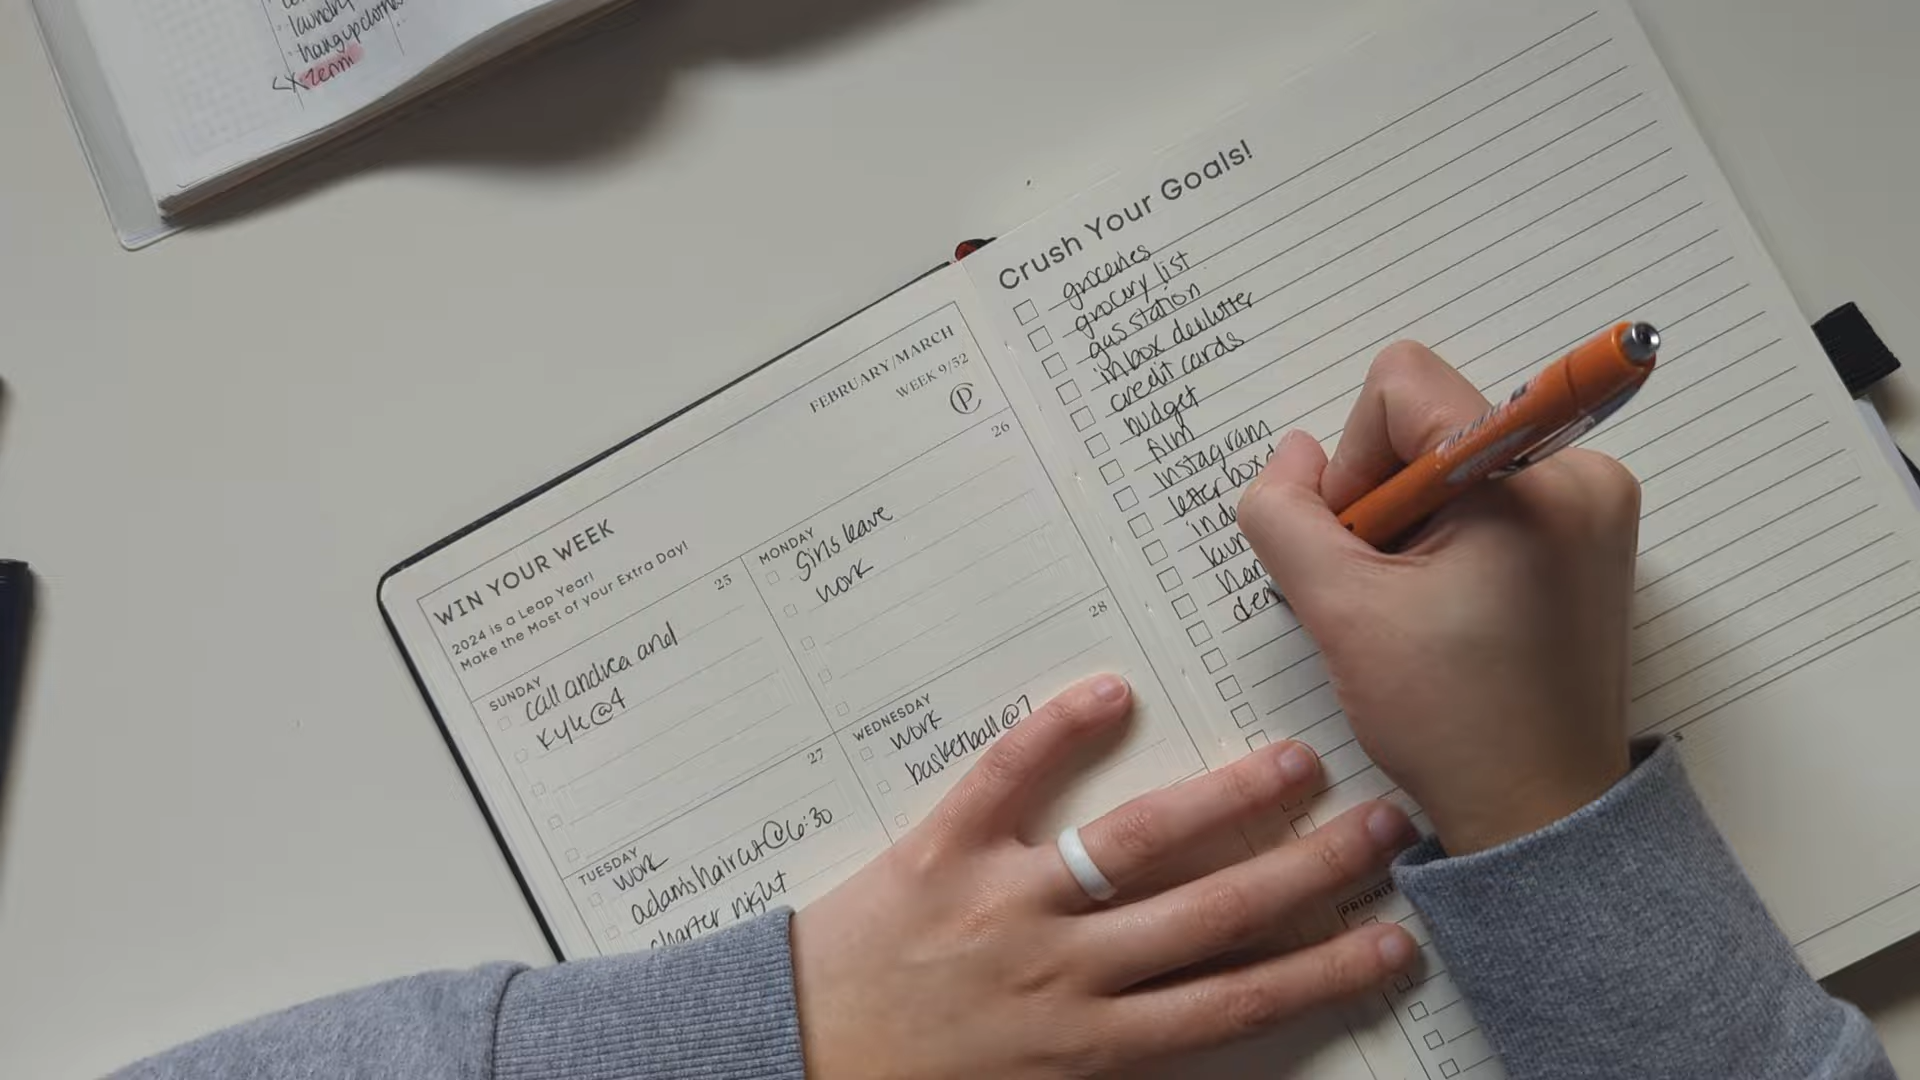 laundry
hang up clothes
<x zenni
WIN YOUR WEEK
2024 is a Leap Year!
Make the Most of your Extra Day!
FEBRUARY/MARCH
WEEK 9/52
P
SUNDAY
25
call andrea and
kyle @ 4
MONDAY
26
girls leave
work
TUESDAY
27
work
adam's haircut @ 6:30
charter night
WEDNESDAY
28
work
basketball @ 7
Crush Your Goals!
groceries
grocery list
gas station
inbox declutter
credit cards
budget
film
instagram
letterboxd
PRIORIT